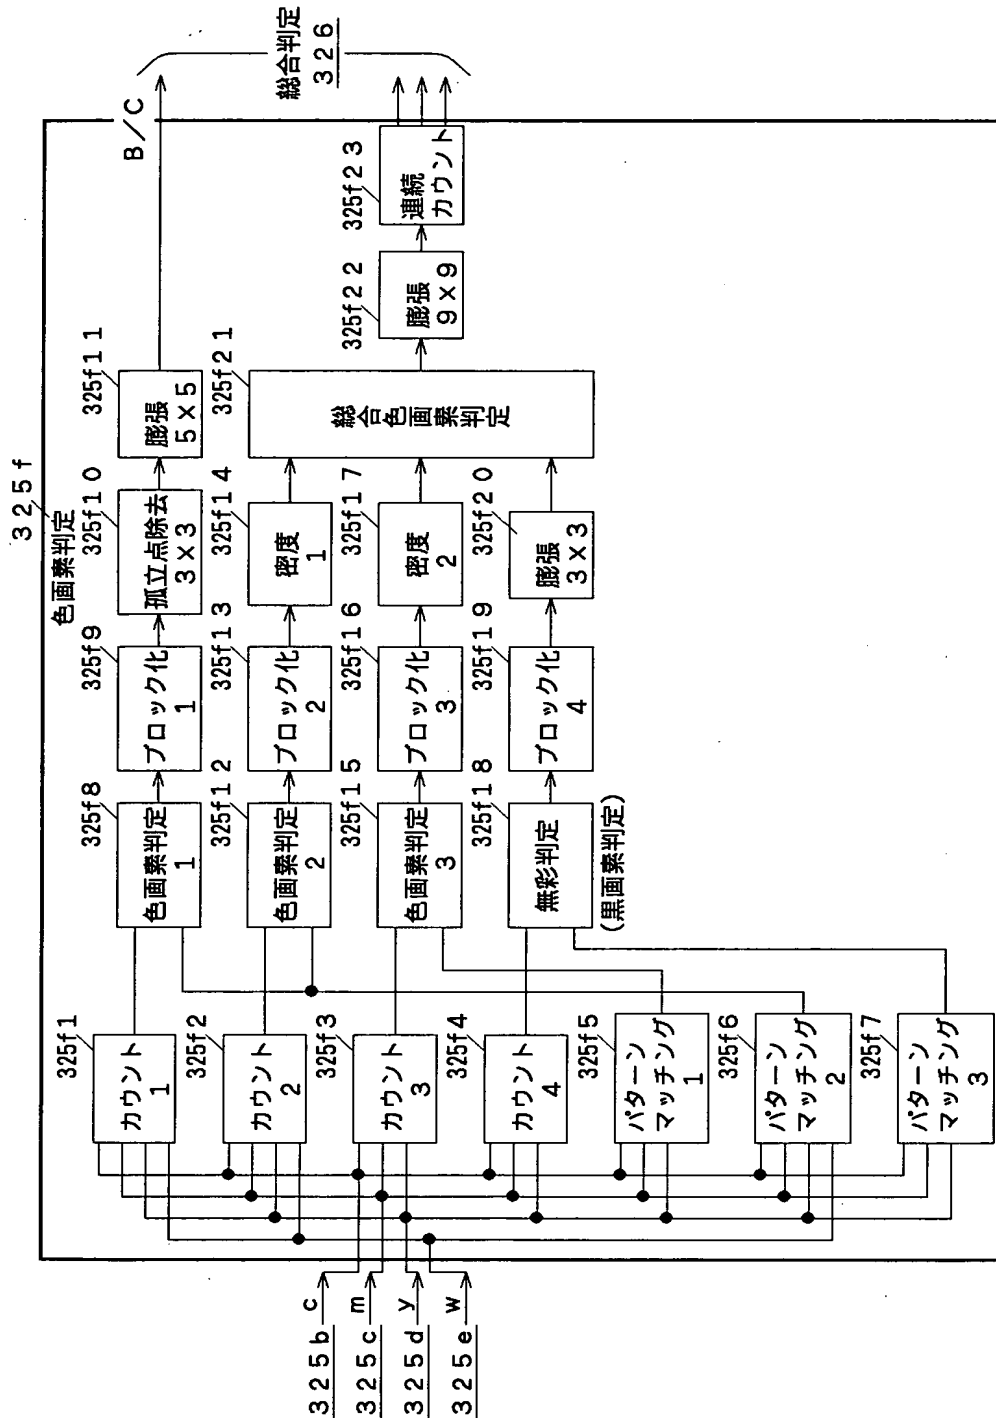 325f
色画素判定
325b
c
325c
m
325d
y
325e
w
325f1
カウント
1
325f2
カウント
2
325f3
カウント
3
325f4
カウント
4
325f5
パターン
マッチング
1
325f6
パターン
マッチング
2
325f7
パターン
マッチング
3
325f8
色画素判定
1
325f9
ブロック化
1
325f10
孤立点除去
3×3
325f11
膨張
5×5
B/C
325f12
色画素判定
2
325f13
ブロック化
2
325f14
密度
1
325f15
色画素判定
3
325f16
ブロック化
3
325f17
密度
2
325f18
無彩判定
(黒画素判定)
325f19
ブロック化
4
325f20
膨張
3×3
325f21
総合色画素判定
325f22
膨張
9×9
325f23
連続
カウント
総合判定
326